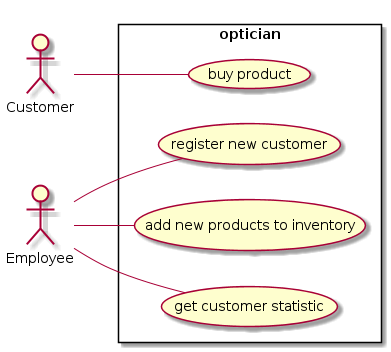 optician
buy product
Customer
register new customer
add new products to inventory
Employee
get customer statistic